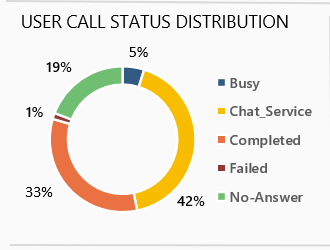 USER CALL STATUS DISTRIBUTION
5%
19%
1%
33%
42%
Busy
Chat_Service
Completed
Failed
No-Answer